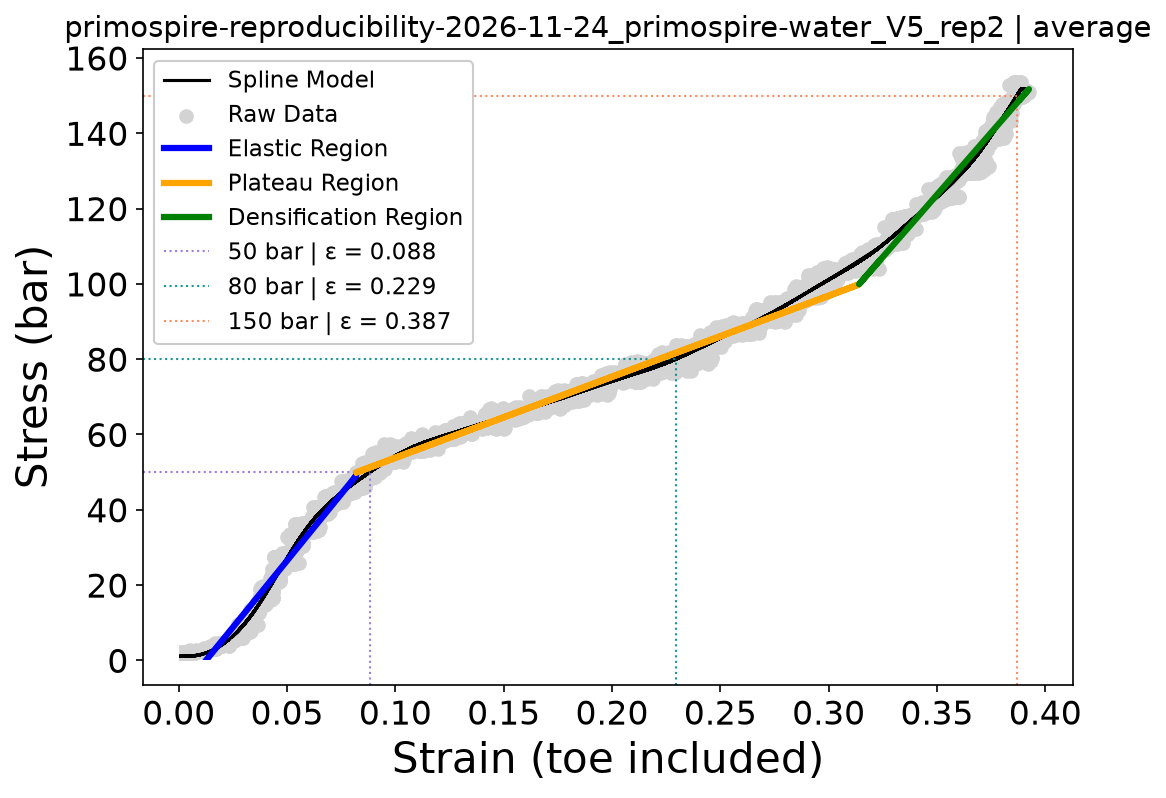 primospire-reproducibility-2026-11-24_primospire-water_V5_rep2 | average
160
140
120
100
80
60
40
20
0
Stress (bar)
Spline Model
Raw Data
Elastic Region
Plateau Region
Densification Region
50 bar | ε = 0.088
80 bar | ε = 0.229
150 bar | ε = 0.387
0.00 0.05 0.10 0.15 0.20 0.25 0.30 0.35 0.40
Strain (toe included)